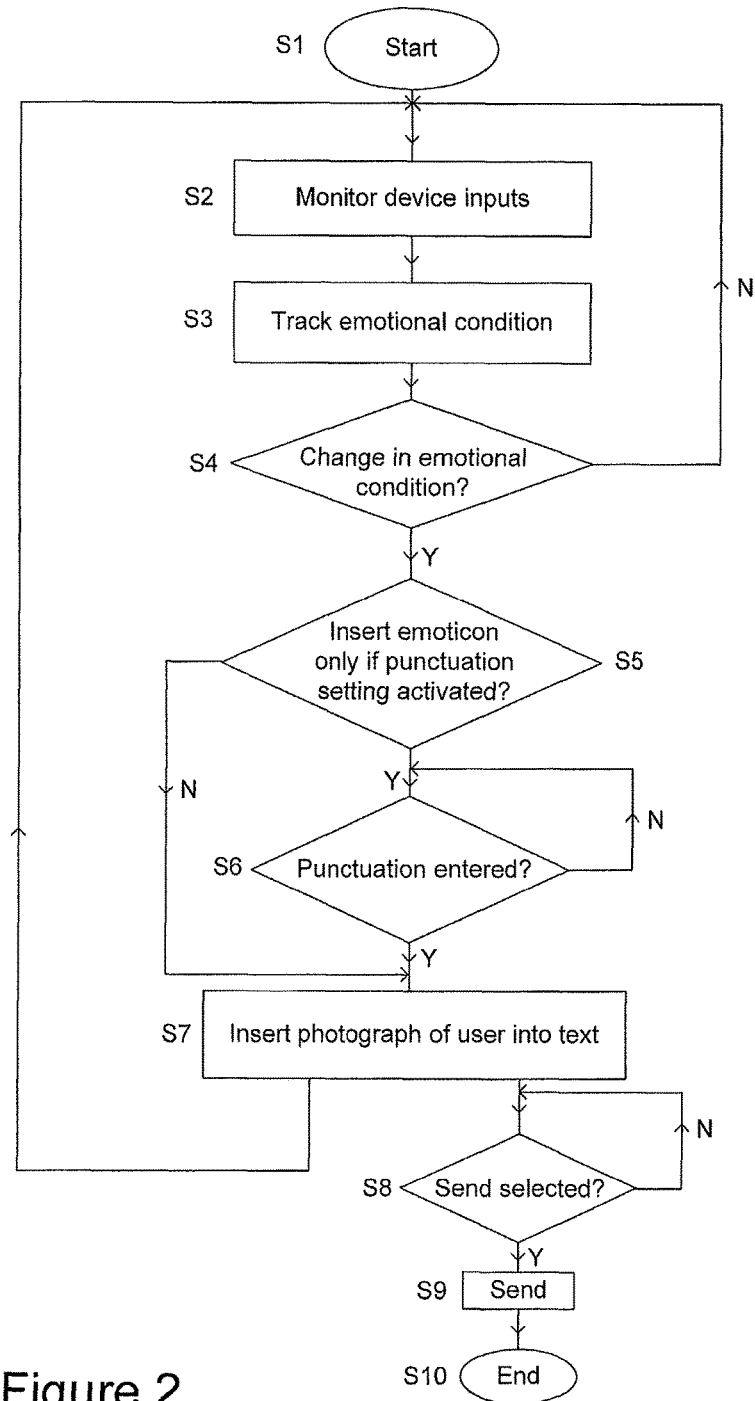 S1
Start
S2
Monitor device inputs
N
S3
Track emotional condition
S4
Change in emotional
condition?
Y
Insert emoticon
only if punctuation
setting activated?
S5
N
Y
N
S6
Punctuation entered?
Y
S7
Insert photograph of user into text
N
S8
Send selected?
Y
S9
Send
S10
End
Figure 2